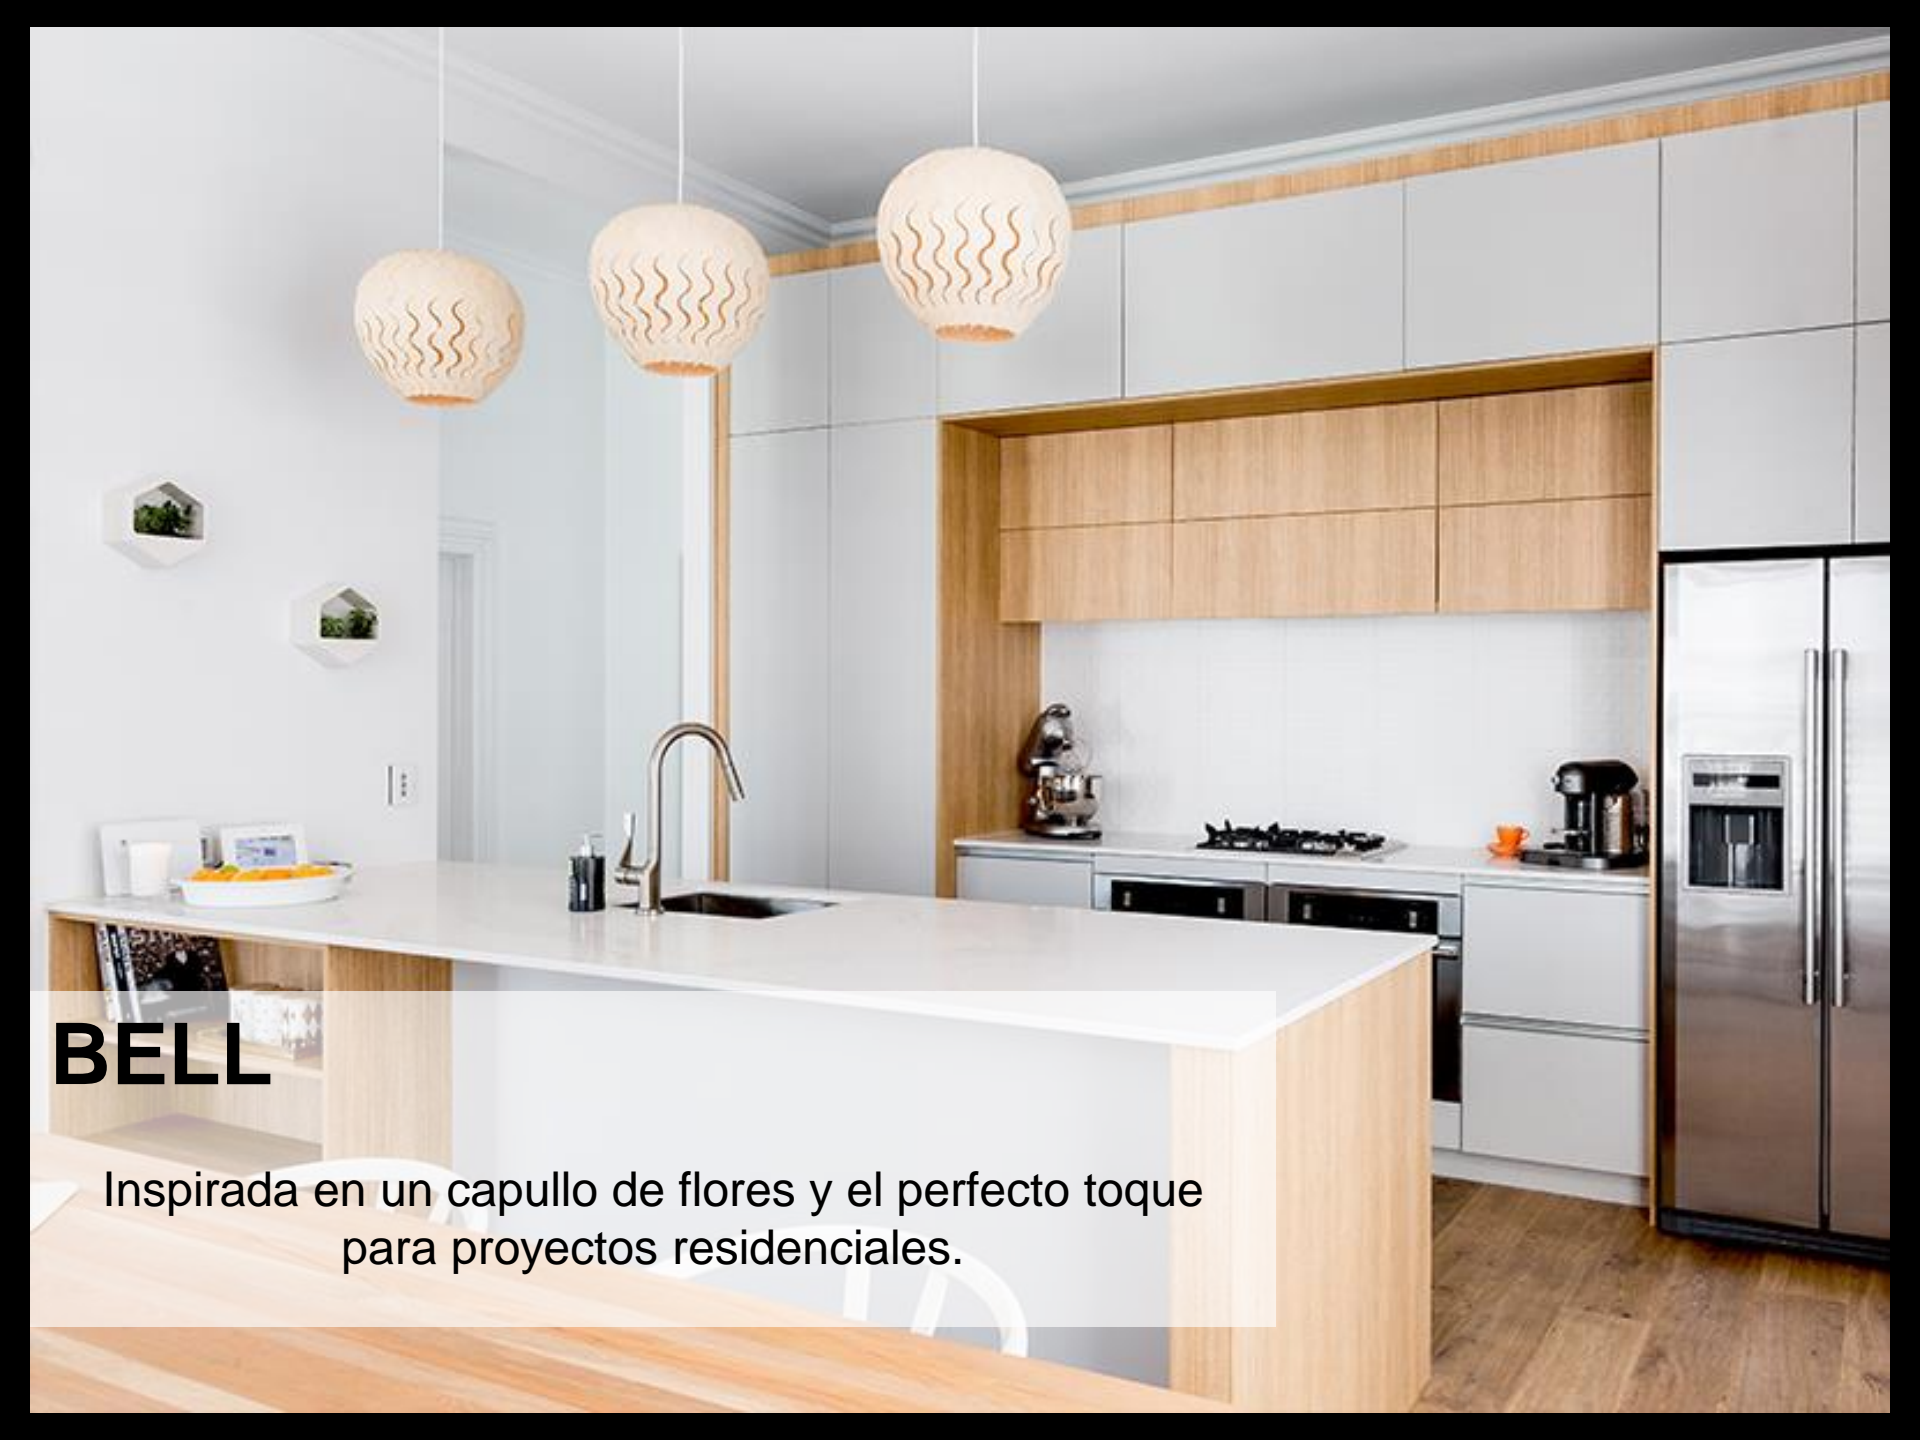 BELL
Inspirada en un capullo de flores y el perfecto toque
para proyectos residenciales.